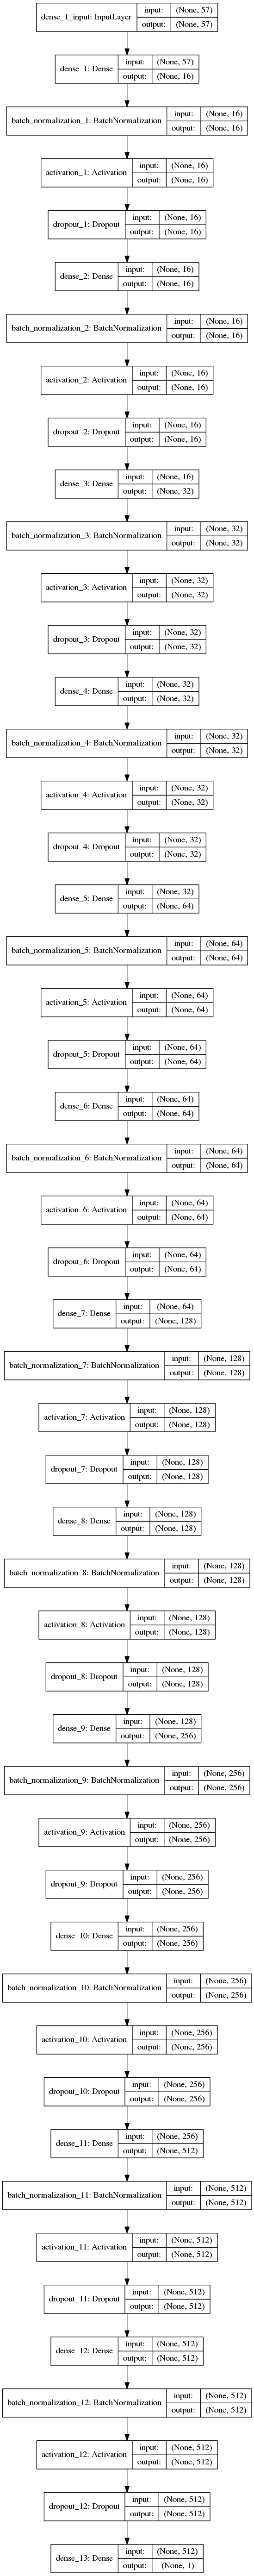 dense_1_input: InputLayer input: (None, 57)
output: (None, 57)
dense_1: Dense input: (None, 57)
output: (None, 16)
batch_normalization_1: BatchNormalization input: (None, 16)
output: (None, 16)
activation_1: Activation input: (None, 16)
output: (None, 16)
dropout_1: Dropout input: (None, 16)
output: (None, 16)
dense_2: Dense input: (None, 16)
output: (None, 16)
batch_normalization_2: BatchNormalization input: (None, 16)
output: (None, 16)
activation_2: Activation input: (None, 16)
output: (None, 16)
dropout_2: Dropout input: (None, 16)
output: (None, 16)
dense_3: Dense input: (None, 16)
output: (None, 32)
batch_normalization_3: BatchNormalization input: (None, 32)
output: (None, 32)
activation_3: Activation input: (None, 32)
output: (None, 32)
dropout_3: Dropout input: (None, 32)
output: (None, 32)
dense_4: Dense input: (None, 32)
output: (None, 32)
batch_normalization_4: BatchNormalization input: (None, 32)
output: (None, 32)
activation_4: Activation input: (None, 32)
output: (None, 32)
dropout_4: Dropout input: (None, 32)
output: (None, 32)
dense_5: Dense input: (None, 32)
output: (None, 64)
batch_normalization_5: BatchNormalization input: (None, 64)
output: (None, 64)
activation_5: Activation input: (None, 64)
output: (None, 64)
dropout_5: Dropout input: (None, 64)
output: (None, 64)
dense_6: Dense input: (None, 64)
output: (None, 64)
batch_normalization_6: BatchNormalization input: (None, 64)
output: (None, 64)
activation_6: Activation input: (None, 64)
output: (None, 64)
dropout_6: Dropout input: (None, 64)
output: (None, 64)
dense_7: Dense input: (None, 64)
output: (None, 128)
batch_normalization_7: BatchNormalization input: (None, 128)
output: (None, 128)
activation_7: Activation input: (None, 128)
output: (None, 128)
dropout_7: Dropout input: (None, 128)
output: (None, 128)
dense_8: Dense input: (None, 128)
output: (None, 128)
batch_normalization_8: BatchNormalization input: (None, 128)
output: (None, 128)
activation_8: Activation input: (None, 128)
output: (None, 128)
dropout_8: Dropout input: (None, 128)
output: (None, 128)
dense_9: Dense input: (None, 128)
output: (None, 256)
batch_normalization_9: BatchNormalization input: (None, 256)
output: (None, 256)
activation_9: Activation input: (None, 256)
output: (None, 256)
dropout_9: Dropout input: (None, 256)
output: (None, 256)
dense_10: Dense input: (None, 256)
output: (None, 256)
batch_normalization_10: BatchNormalization input: (None, 256)
output: (None, 256)
activation_10: Activation input: (None, 256)
output: (None, 256)
dropout_10: Dropout input: (None, 256)
output: (None, 256)
dense_11: Dense input: (None, 256)
output: (None, 512)
batch_normalization_11: BatchNormalization input: (None, 512)
output: (None, 512)
activation_11: Activation input: (None, 512)
output: (None, 512)
dropout_11: Dropout input: (None, 512)
output: (None, 512)
dense_12: Dense input: (None, 512)
output: (None, 512)
batch_normalization_12: BatchNormalization input: (None, 512)
output: (None, 512)
activation_12: Activation input: (None, 512)
output: (None, 512)
dropout_12: Dropout input: (None, 512)
output: (None, 512)
dense_13: Dense input: (None, 512)
output: (None, 1)